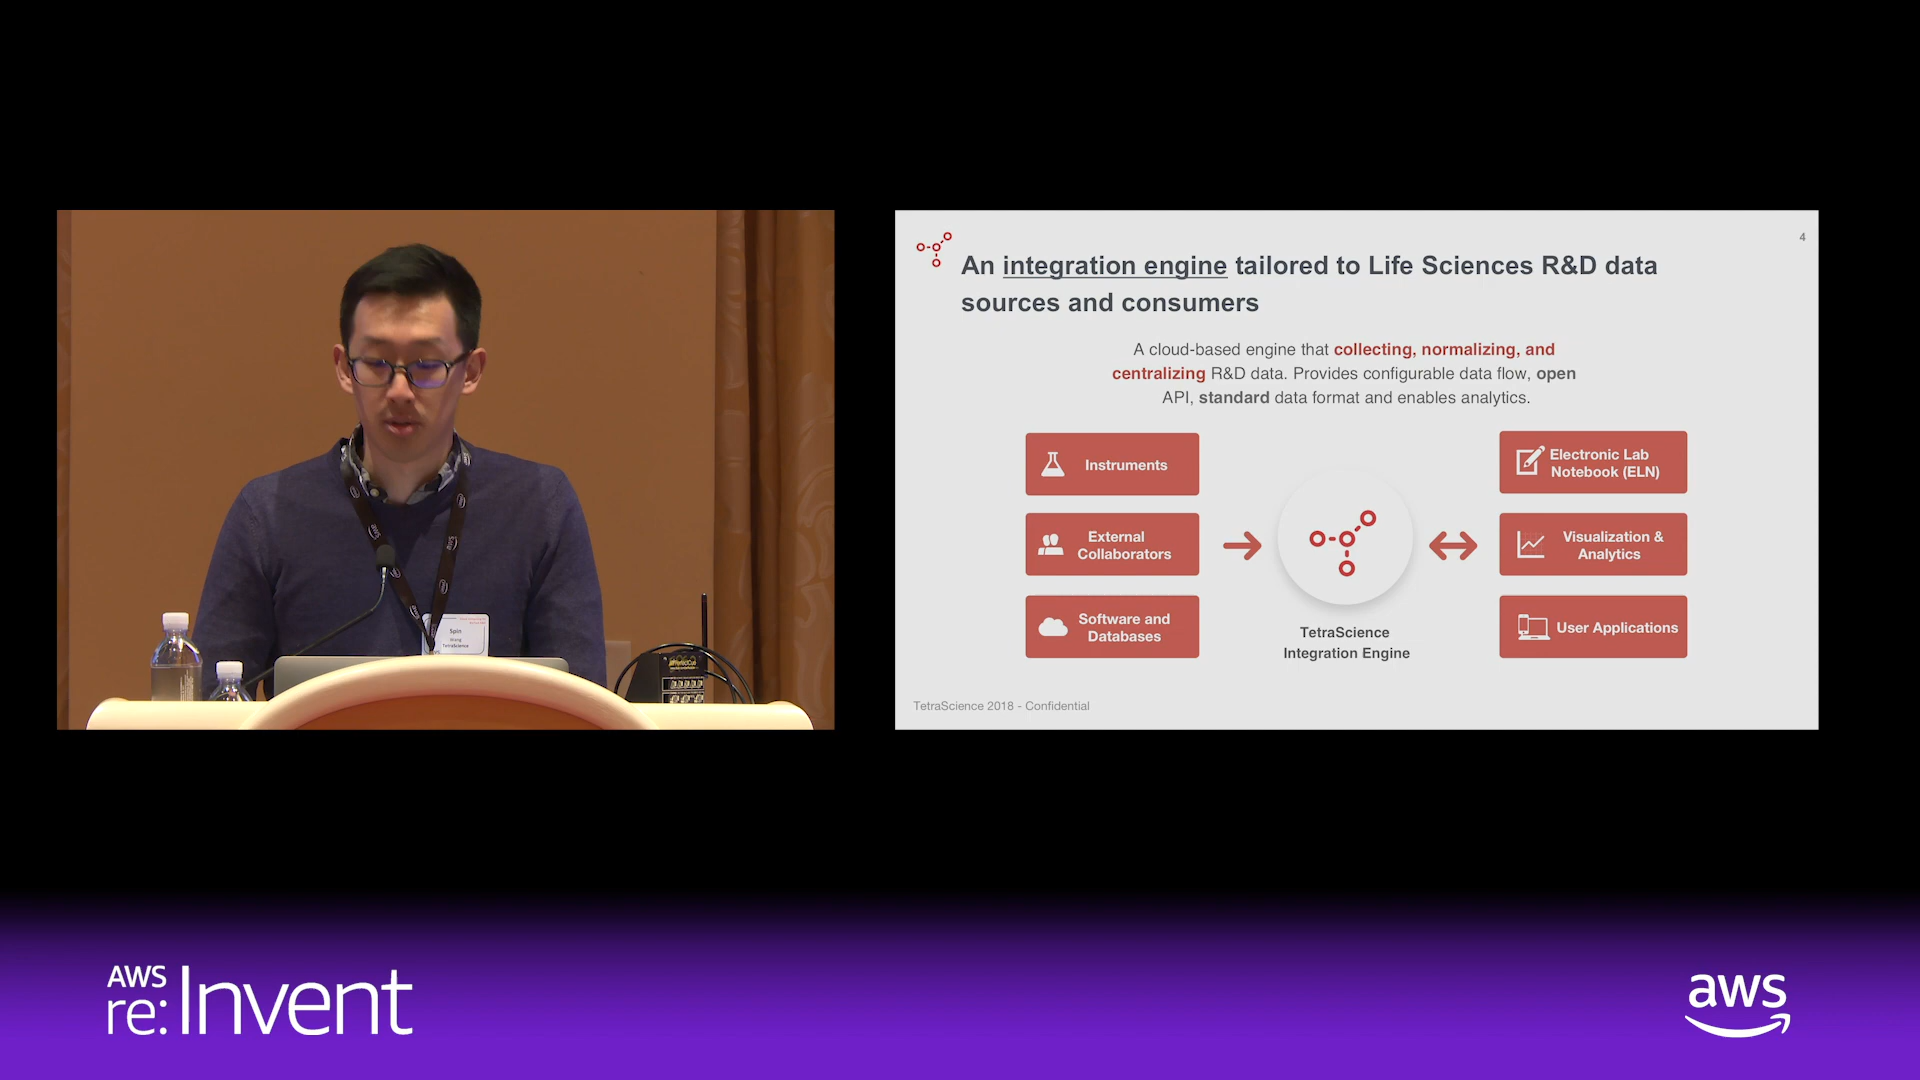 Spin
Wang
TetraScience
4
An integration engine tailored to Life Sciences R&D data
sources and consumers
A cloud-based engine that collecting, normalizing, and
centralizing R&D data. Provides configurable data flow, open
API, standard data format and enables analytics.
Instruments
External
Collaborators
Software and
Databases
TetraScience
Integration Engine
Electronic Lab
Notebook (ELN)
Visualization &
Analytics
User Applications
TetraScience 2018 - Confidential
AWS
re:Invent
aws